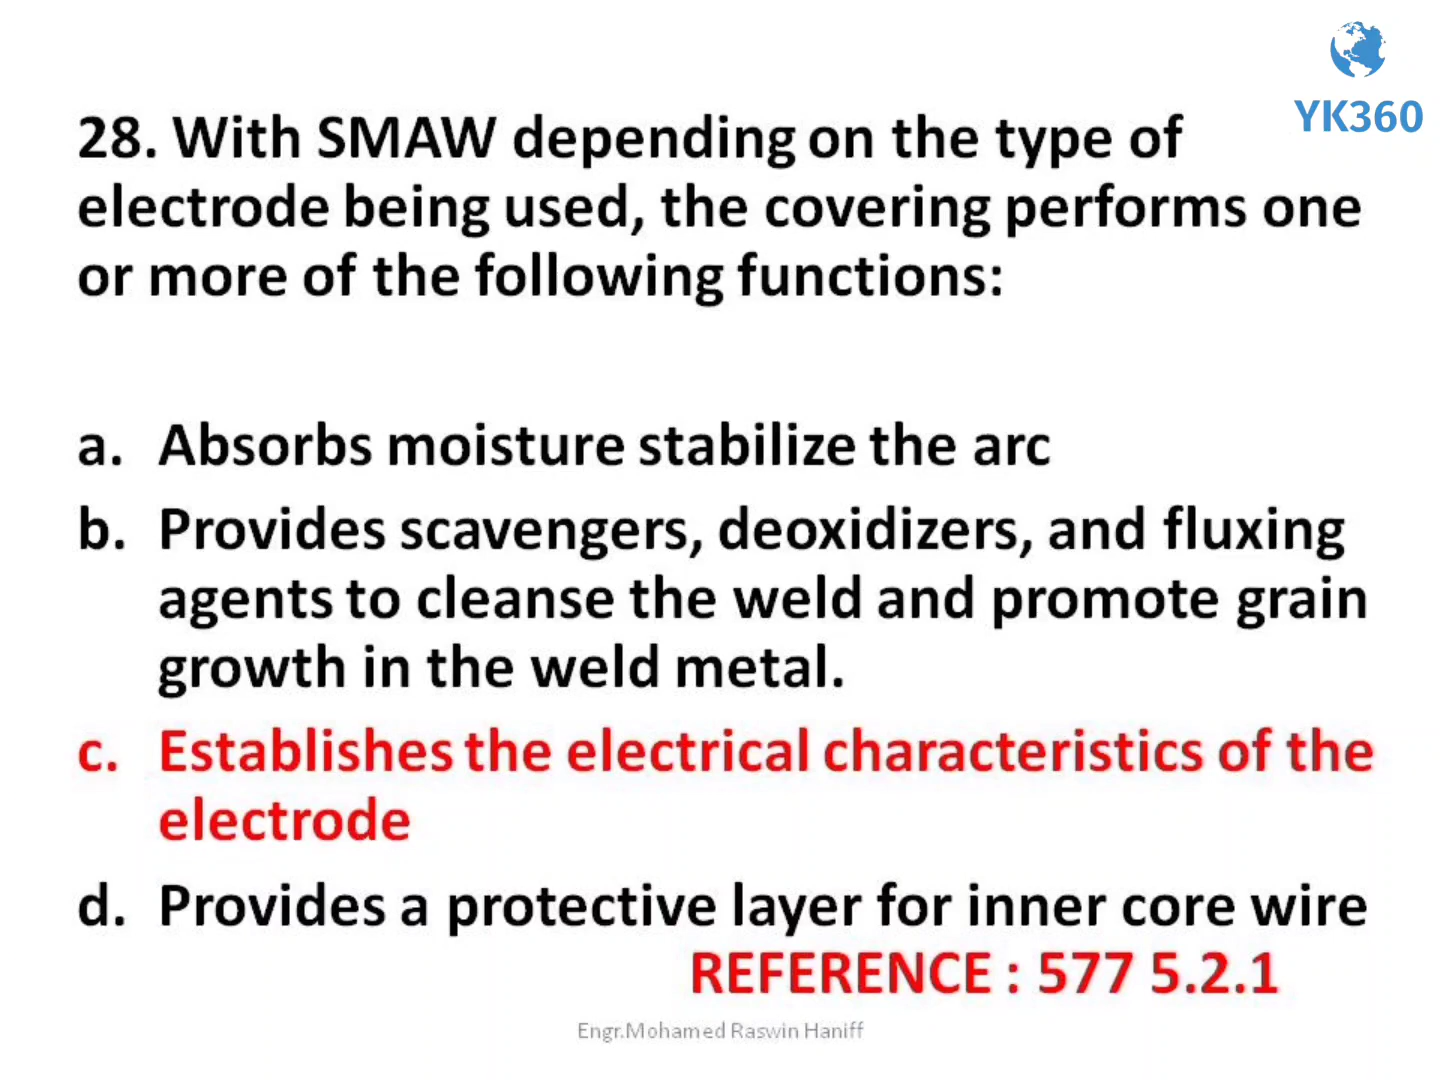 YK360
28. With SMAW depending on the type of
electrode being used, the covering performs one
or more of the following functions:
a. Absorbs moisture stabilize the arc
b. Provides scavengers, deoxidizers, and fluxing
agents to cleanse the weld and promote grain
growth in the weld metal.
c. Establishes the electrical characteristics of the
electrode
d. Provides a protective layer for inner core wire
REFERENCE : 577 5.2.1
Engr.Mohamed Raswin Haniff